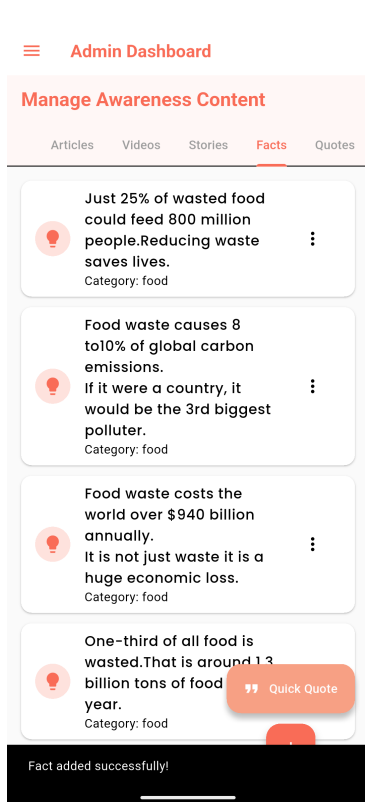 Admin Dashboard
Manage Awareness Content
Articles Videos Stories Facts Quotes
Just 25% of wasted food
could feed 800 million
people.Reducing waste
saves lives.
Category: food
Food waste causes 8
to10% of global carbon
emissions.
If it were a country, it
would be the 3rd biggest
polluter.
Category: food
Food waste costs the
world over $940 billion
annually.
It is not just waste it is a
huge economic loss.
Category: food
One-third of all food is
wasted.That is around 1.3
billion tons of food
year.
Category: food
Quick Quote
Fact added successfully!